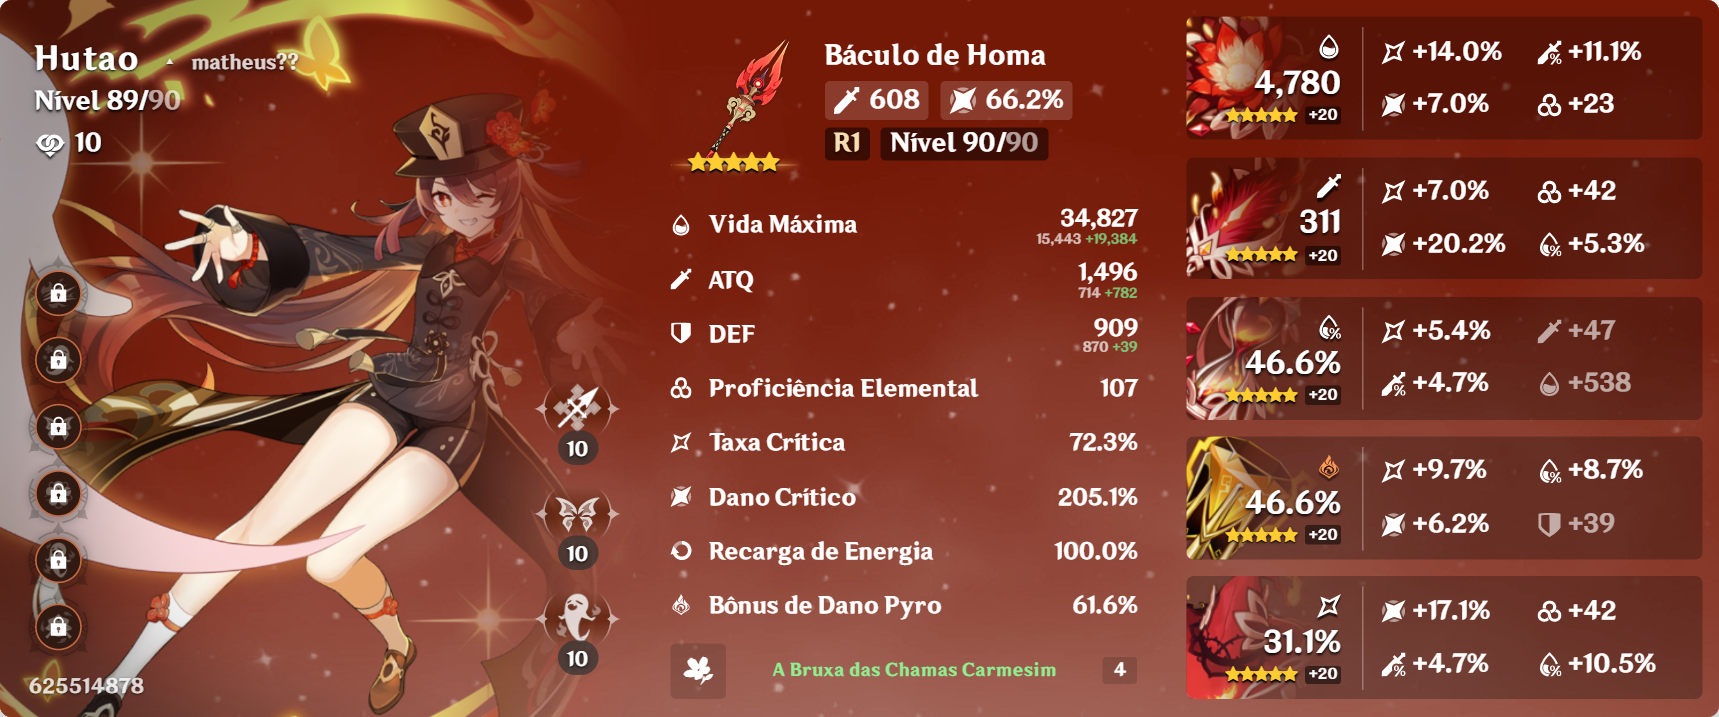 Hutao
matheus??
Nível 89/90
10
10
10
10
625514878
Báculo de Homa
608 66.2%
R1 Nível 90/90
Vida Máxima 34,827
15,443 +19,384
ATQ 1,496
714 +782
DEF 909
870 +39
Proficiência Elemental 107
Taxa Crítica 72.3%
Dano Crítico 205.1%
Recarga de Energia 100.0%
Bônus de Dano Pyro 61.6%
A Bruxa das Chamas Carmesim 4
4,780
+20
+14.0% +11.1%
+7.0% +23
311
+20
+7.0% +42
+20.2% +5.3%
46.6%
+20
+5.4% +47
+4.7% +538
46.6%
+20
+9.7% +8.7%
+6.2% +39
31.1%
+20
+17.1% +42
+4.7% +10.5%